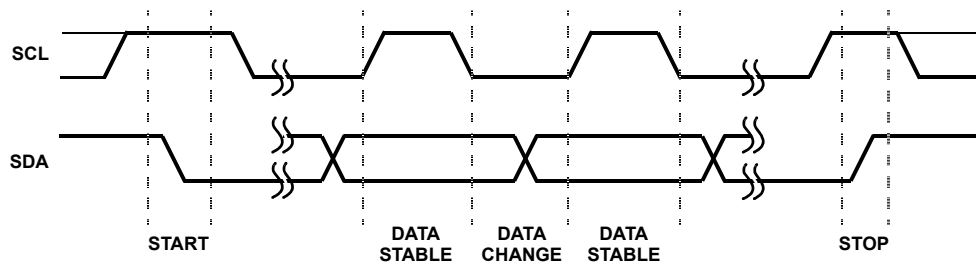 SCL
SDA
START
DATA
STABLE
DATA
CHANGE
DATA
STABLE
STOP